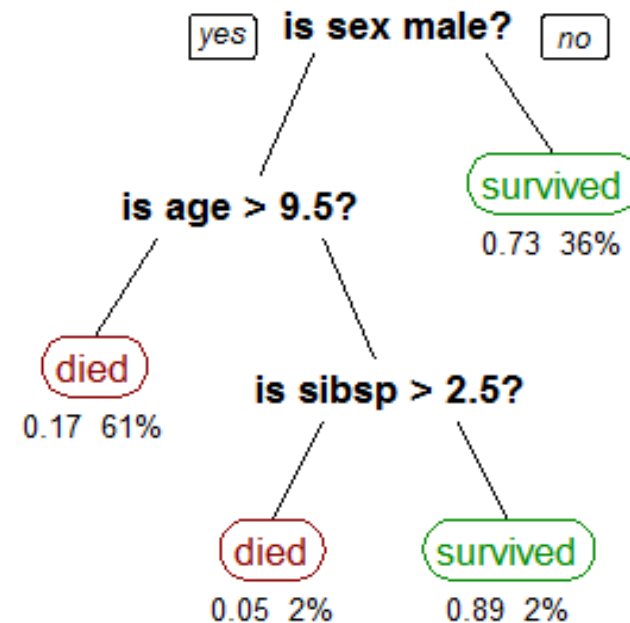 yes is sex male? no
survived
is age > 9.5?
0.73 36%
died
is sibsp > 2.5?
0.17 61%
died survived
0.05 2% 0.89 2%